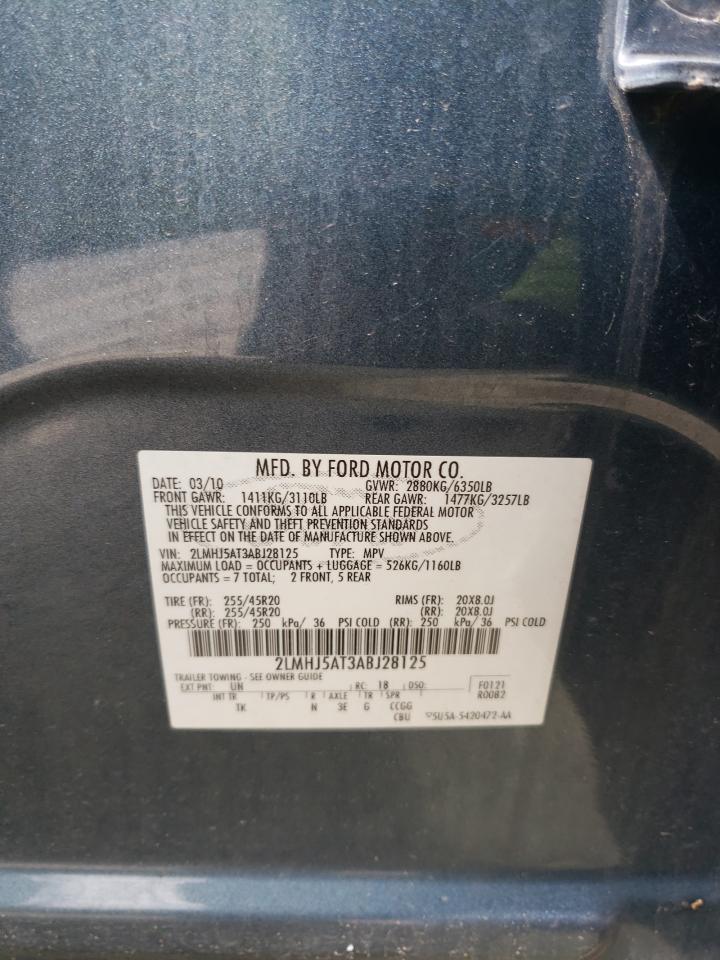 MFD. BY FORD MOTOR CO.
DATE: 03/10 GVWR: 2880KG/6350LB
FRONT GAWR: 1411KG/3110LB REAR GAWR: 1477KG/3257LB
THIS VEHICLE CONFORMS TO ALL APPLICABLE FEDERAL MOTOR
VEHICLE SAFETY AND THEFT PREVENTION STANDARDS
IN EFFECT ON THE DATE OF MANUFACTURE SHOWN ABOVE.
VIN: 2LMHJ5AT3ABJ28125 TYPE: MPV
MAXIMUM LOAD = OCCUPANTS + LUGGAGE = 526KG/1160LB
OCCUPANTS = 7 TOTAL; 2 FRONT, 5 REAR
TIRE (FR): 255/45R20 RIMS (FR): 20X8.0J
(RR): 255/45R20 (RR): 20X8.0J
PRESSURE (FR): 250 kPa/ 36 PSI COLD (RR): 250 kPa/ 36 PSI COLD
2LMHJ5AT3ABJ28125
TRAILER TOWING - SEE OWNER GUIDE
EXT PNT: UN RC: 18 DSO: F0121
INT TR TP/PS R AXLE TR SPR R0082
TK N 3E G CCGG
CBU 5U5A-5420472-AA